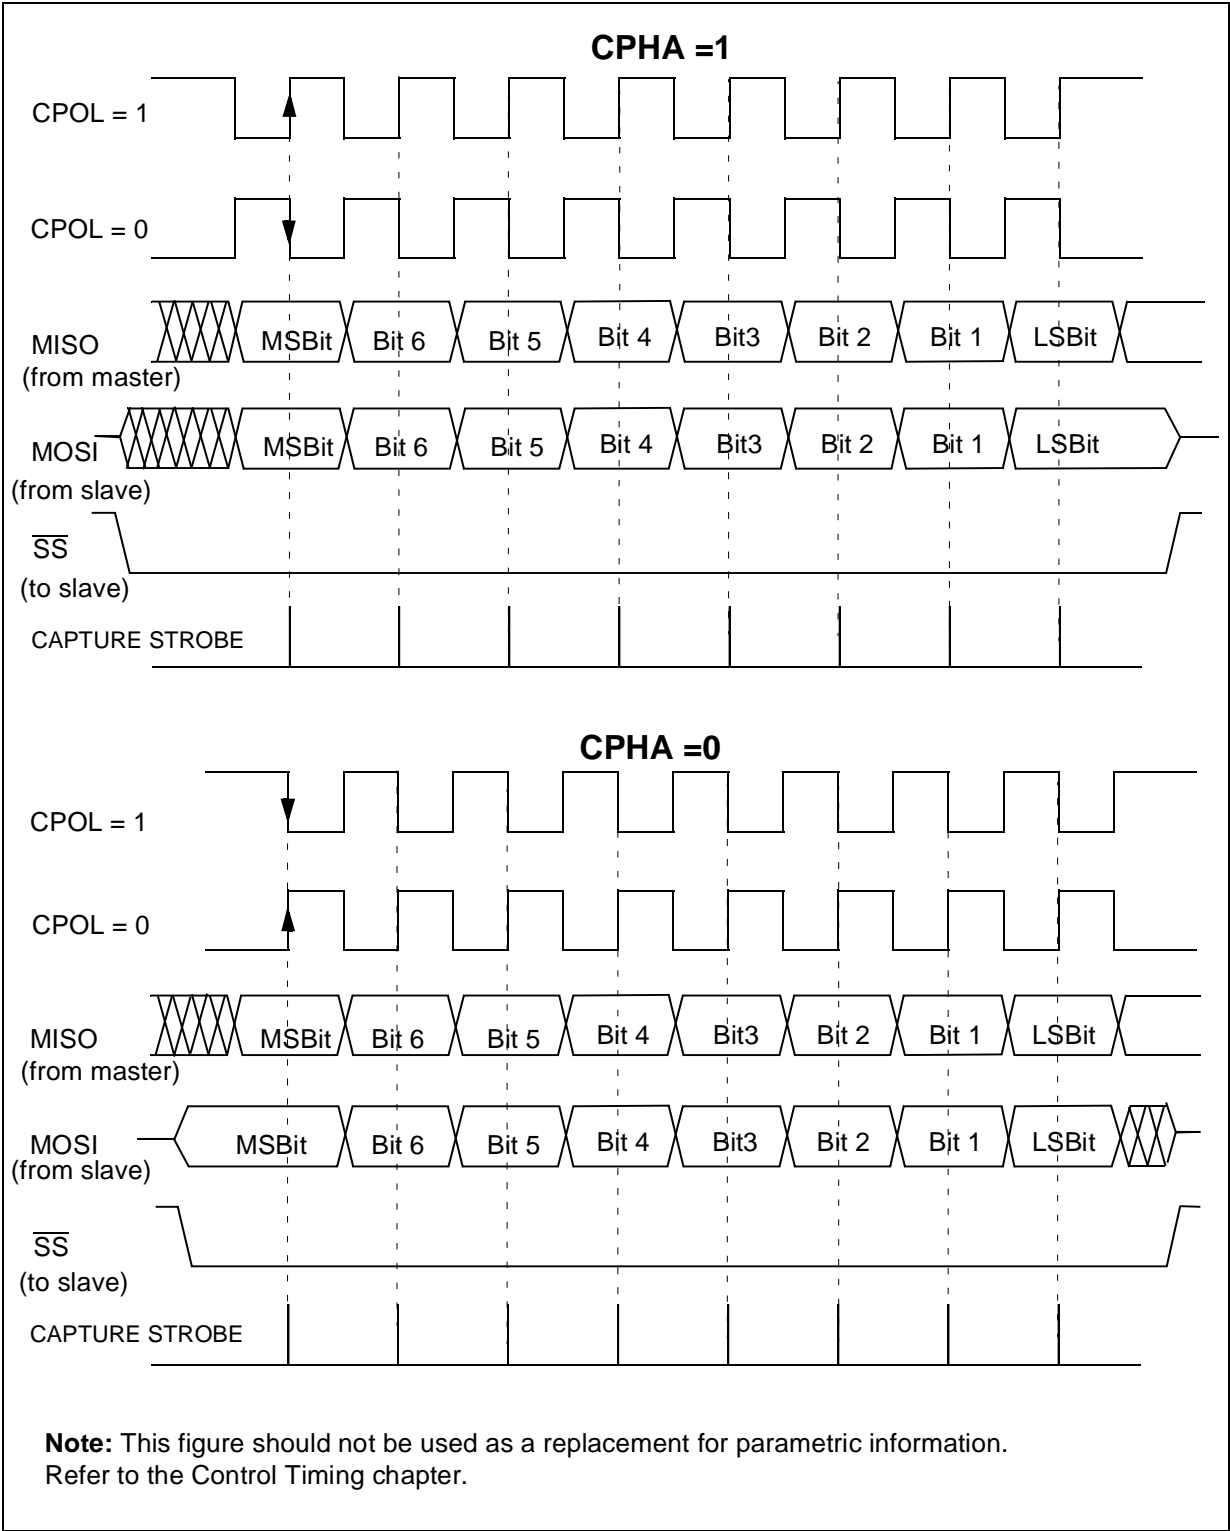 CPHA =1
CPOL = 1
CPOL = 0
MISO
(from master)
MSBit Bit 6 Bit 5 Bit 4 Bit3 Bit 2 Bit 1 LSBit
MOSI
(from slave)
MSBit Bit 6 Bit 5 Bit 4 Bit3 Bit 2 Bit 1 LSBit
SS
(to slave)
CAPTURE STROBE
CPHA =0
CPOL = 1
CPOL = 0
MISO
(from master)
MSBit Bit 6 Bit 5 Bit 4 Bit3 Bit 2 Bit 1 LSBit
MOSI
(from slave)
MSBit Bit 6 Bit 5 Bit 4 Bit3 Bit 2 Bit 1 LSBit
SS
(to slave)
CAPTURE STROBE
Note: This figure should not be used as a replacement for parametric information.
Refer to the Control Timing chapter.